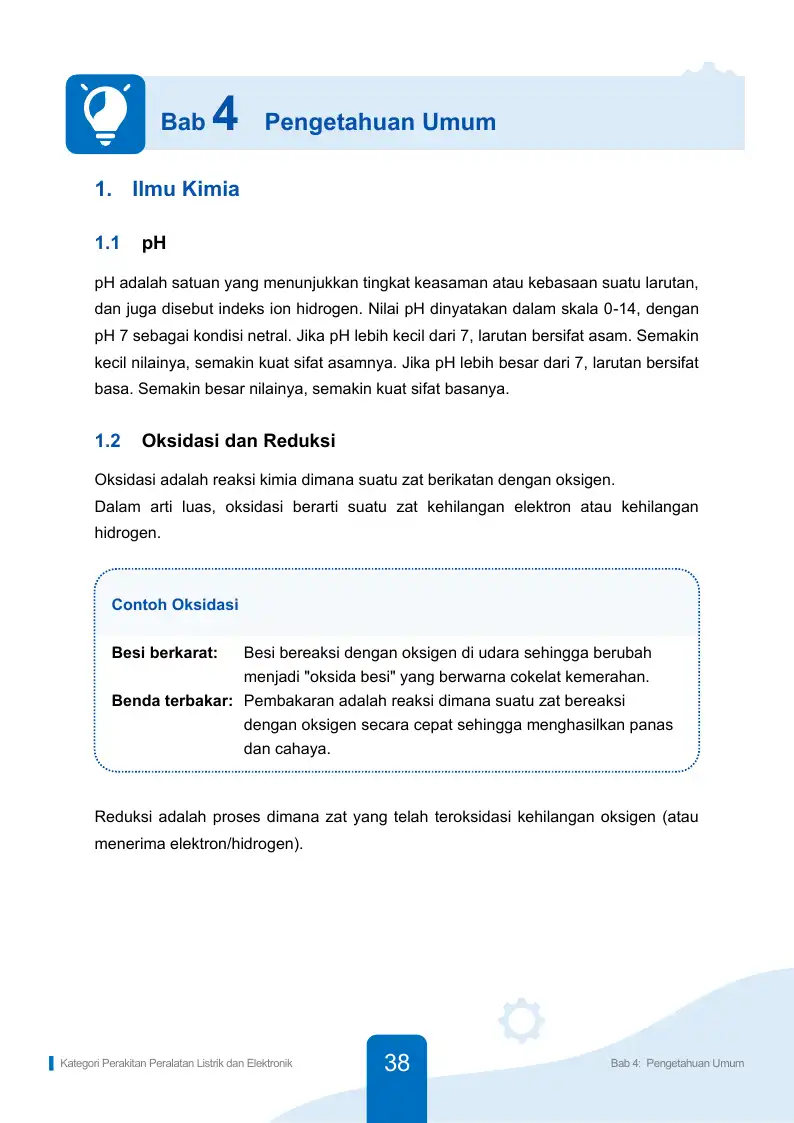 Bab 4 Pengetahuan Umum
1. Ilmu Kimia
1.1 pH
pH adalah satuan yang menunjukkan tingkat keasaman atau kebasaan suatu larutan,
dan juga disebut indeks ion hidrogen. Nilai pH dinyatakan dalam skala 0-14, dengan
pH 7 sebagai kondisi netral. Jika pH lebih kecil dari 7, larutan bersifat asam. Semakin
kecil nilainya, semakin kuat sifat asamnya. Jika pH lebih besar dari 7, larutan bersifat
basa. Semakin besar nilainya, semakin kuat sifat basanya.
1.2 Oksidasi dan Reduksi
Oksidasi adalah reaksi kimia dimana suatu zat berikatan dengan oksigen.
Dalam arti luas, oksidasi berarti suatu zat kehilangan elektron atau kehilangan
hidrogen.
Contoh Oksidasi
Besi berkarat: Besi bereaksi dengan oksigen di udara sehingga berubah
menjadi "oksida besi" yang berwarna cokelat kemerahan.
Benda terbakar: Pembakaran adalah reaksi dimana suatu zat bereaksi
dengan oksigen secara cepat sehingga menghasilkan panas
dan cahaya.
Reduksi adalah proses dimana zat yang telah teroksidasi kehilangan oksigen (atau
menerima elektron/hidrogen).
Kategori Perakitan Peralatan Listrik dan Elektronik
38
Bab 4: Pengetahuan Umum